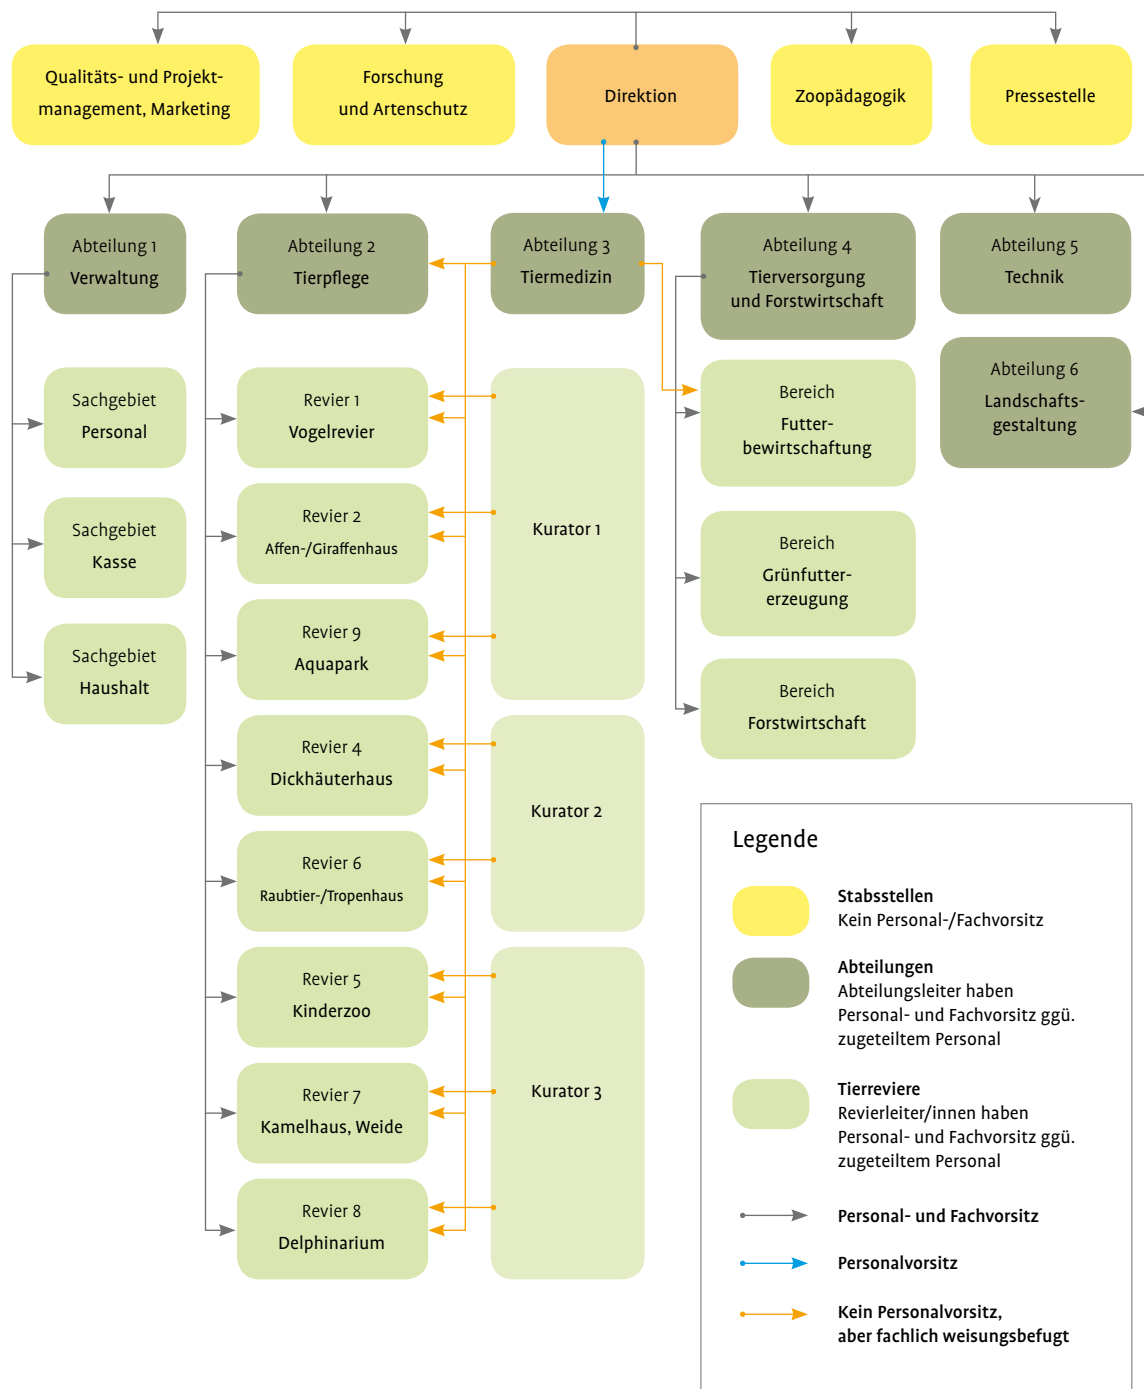 Qualitäts- und Projekt-
management, Marketing
Forschung
und Artenschutz
Direktion
Zoopädagogik
Pressestelle
Abteilung 1
Verwaltung
Abteilung 2
Tierpflege
Abteilung 3
Tiermedizin
Abteilung 4
Tierversorgung
und Forstwirtschaft
Abteilung 5
Technik
Abteilung 6
Landschafts-
gestaltung
Sachgebiet
Personal
Sachgebiet
Kasse
Sachgebiet
Haushalt
Revier 1
Vogelrevier
Revier 2
Affen-/Giraffenhaus
Revier 9
Aquapark
Revier 4
Dickhäuterhaus
Revier 6
Raubtier-/Tropenhaus
Revier 5
Kinderzoo
Revier 7
Kamelhaus, Weide
Revier 8
Delphinarium
Kurator 1
Kurator 2
Kurator 3
Bereich
Futter-
bewirtschaftung
Bereich
Grünfutter-
erzeugung
Bereich
Forstwirtschaft
Legende
Stabsstellen
Kein Personal-/Fachvorsitz
Abteilungen
Abteilungsleiter haben
Personal- und Fachvorsitz ggü.
zugeteiltem Personal
Tierreviere
Revierleiter/innen haben
Personal- und Fachvorsitz ggü.
zugeteiltem Personal
Personal- und Fachvorsitz
Personalvorsitz
Kein Personalvorsitz,
aber fachlich weisungsbefugt